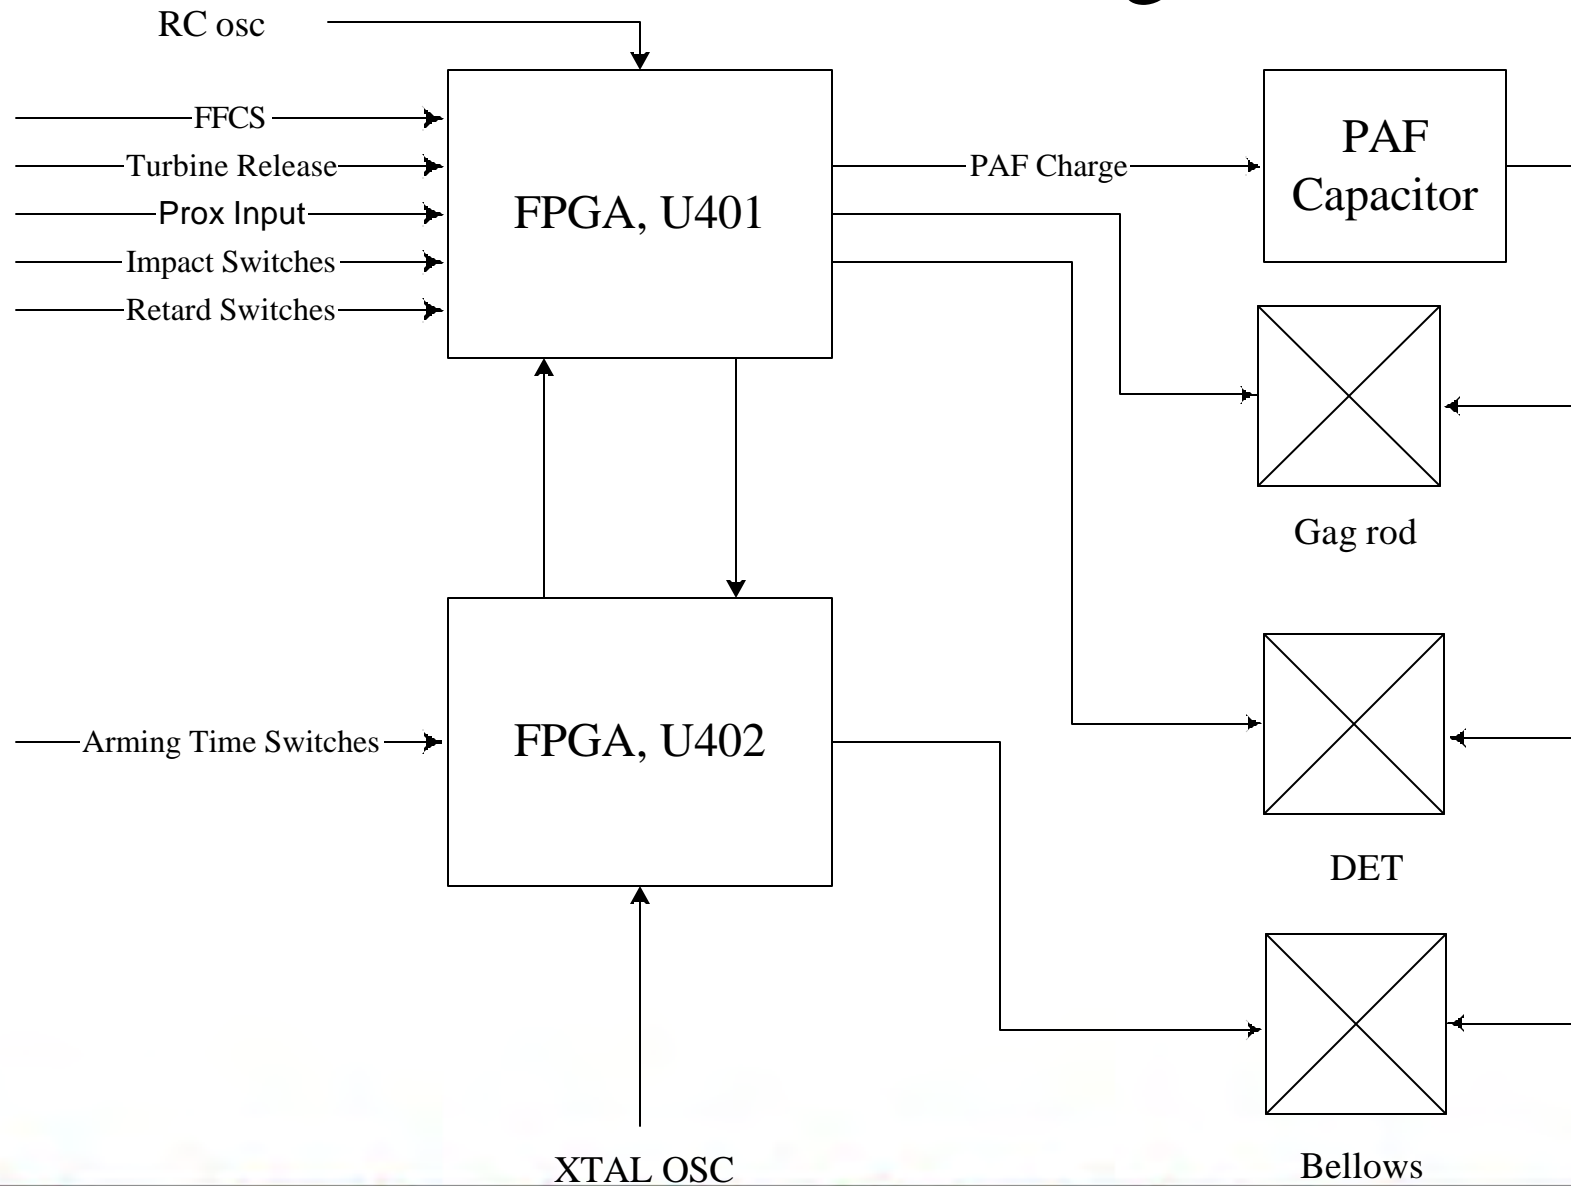 RC osc
FFCS
Turbine Release
Prox Input
Impact Switches
Retard Switches
FPGA, U401
PAF Charge
PAF
Capacitor
Gag rod
Arming Time Switches
FPGA, U402
DET
XTAL OSC
Bellows